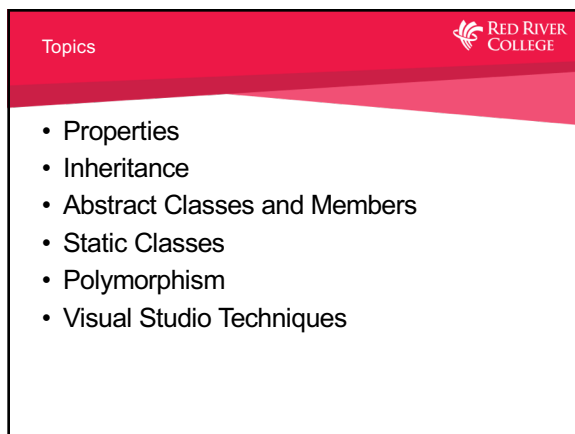 Topics
RED RIVER
COLLEGE
• Properties
• Inheritance
• Abstract Classes and Members
• Static Classes
• Polymorphism
• Visual Studio Techniques